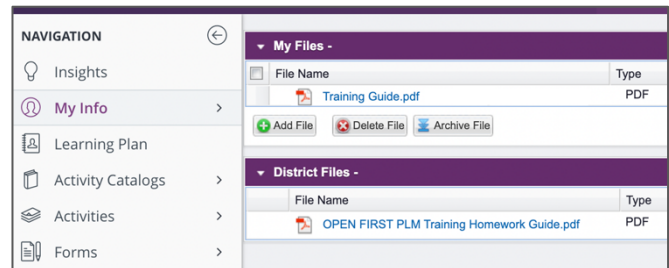 NAVIGATION
Insights
My Info
Learning Plan
Activity Catalogs
Activities
Forms
My Files -
File Name Type
Training Guide.pdf PDF
Add File Delete File Archive File
District Files -
File Name Type
OPEN FIRST PLM Training Homework Guide.pdf PDF